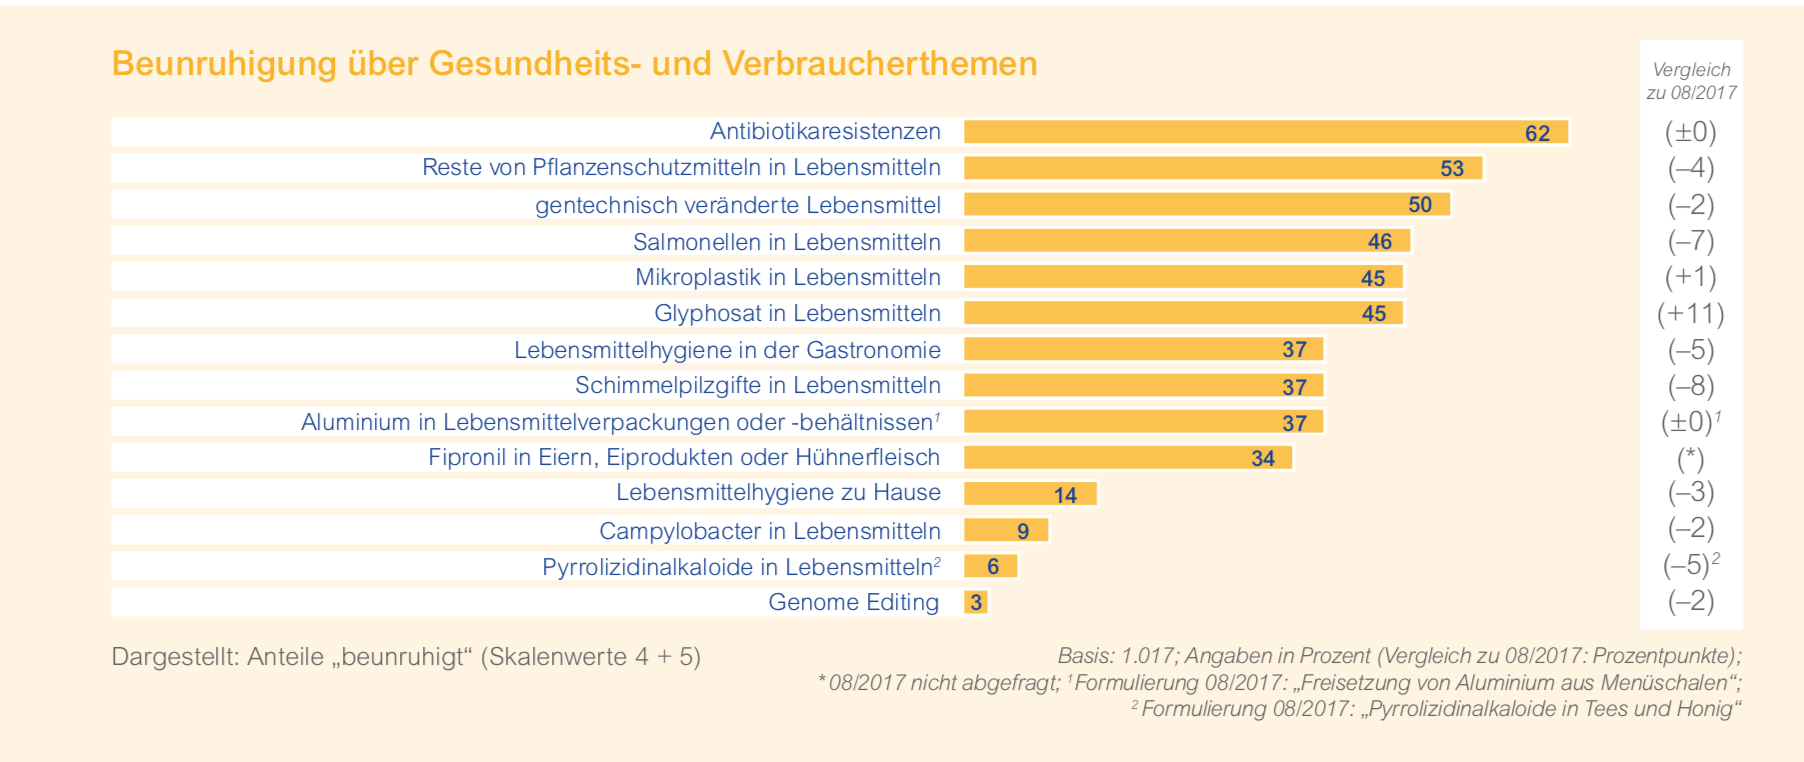 Beunruhigung über Gesundheits- und Verbraucherthemen
Vergleich
zu 08/2017
Antibiotikaresistenzen 62 (±0)
Reste von Pflanzenschutzmitteln in Lebensmitteln 53 (–4)
gentechnisch veränderte Lebensmittel 50 (–2)
Salmonellen in Lebensmitteln 46 (–7)
Mikroplastik in Lebensmitteln 45 (+1)
Glyphosat in Lebensmitteln 45 (+11)
Lebensmittelhygiene in der Gastronomie 37 (–5)
Schimmelpilzgifte in Lebensmitteln 37 (–8)
Aluminium in Lebensmittelverpackungen oder -behältnissen¹ 37 (±0)¹
Fipronil in Eiern, Eiprodukten oder Hühnerfleisch 34 (*)
Lebensmittelhygiene zu Hause 14 (–3)
Campylobacter in Lebensmitteln 9 (–2)
Pyrrolizidinalkaloide in Lebensmitteln² 6 (–5)²
Genome Editing 3 (–2)
Dargestellt: Anteile „beunruhigt“ (Skalenwerte 4 + 5)
Basis: 1.017; Angaben in Prozent (Vergleich zu 08/2017: Prozentpunkte);
* 08/2017 nicht abgefragt; ¹ Formulierung 08/2017: „Freisetzung von Aluminium aus Menüschalen“;
² Formulierung 08/2017: „Pyrrolizidinalkaloide in Tees und Honig“